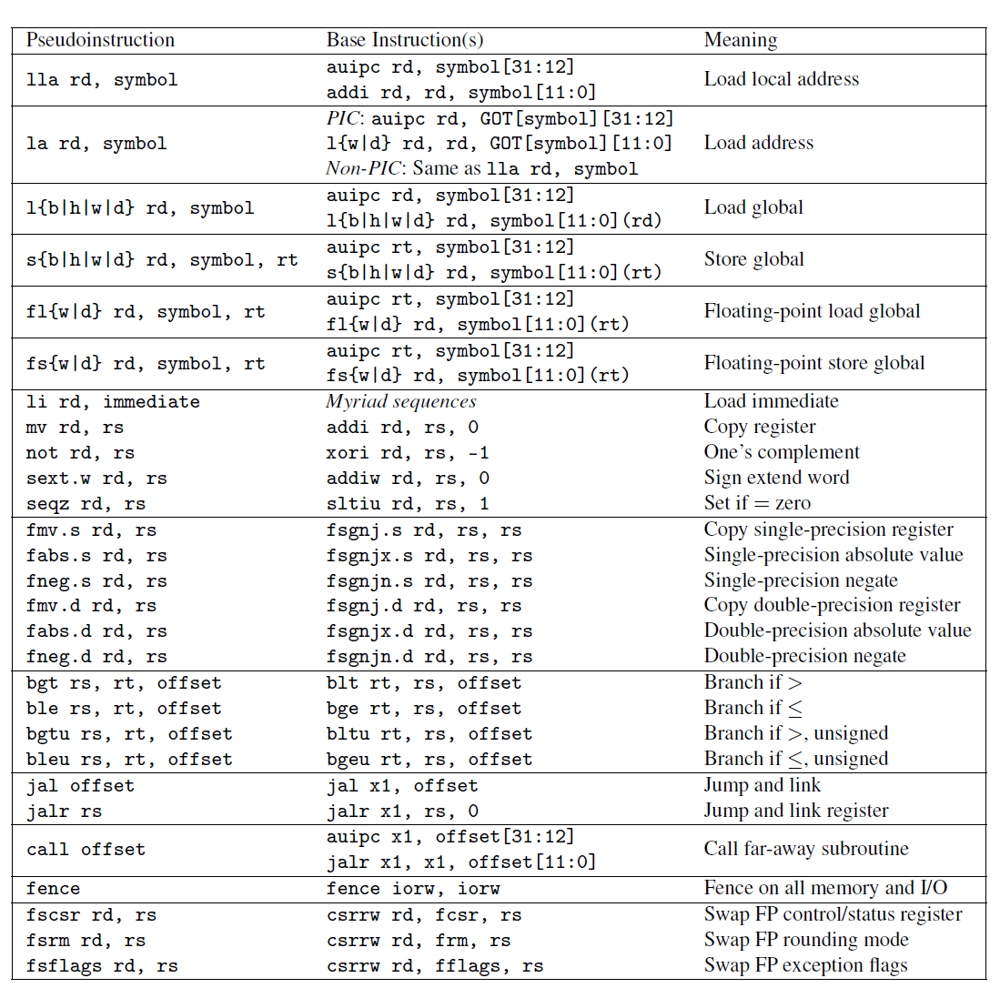 Pseudoinstruction Base Instruction(s) Meaning
lla rd, symbol auipc rd, symbol[31:12] Load local address
addi rd, rd, symbol[11:0]
la rd, symbol PIC: auipc rd, GOT[symbol][31:12] Load address
l{w|d} rd, rd, GOT[symbol][11:0]
Non-PIC: Same as lla rd, symbol
l{b|h|w|d} rd, symbol auipc rd, symbol[31:12] Load global
l{b|h|w|d} rd, symbol[11:0](rd)
s{b|h|w|d} rd, symbol, rt auipc rt, symbol[31:12] Store global
s{b|h|w|d} rd, symbol[11:0](rt)
fl{w|d} rd, symbol, rt auipc rt, symbol[31:12] Floating-point load global
fl{w|d} rd, symbol[11:0](rt)
fs{w|d} rd, symbol, rt auipc rt, symbol[31:12] Floating-point store global
fs{w|d} rd, symbol[11:0](rt)
li rd, immediate Myriad sequences Load immediate
mv rd, rs addi rd, rs, 0 Copy register
not rd, rs xori rd, rs, -1 One's complement
sext.w rd, rs addiw rd, rs, 0 Sign extend word
seqz rd, rs sltiu rd, rs, 1 Set if = zero
fmv.s rd, rs fsgnj.s rd, rs, rs Copy single-precision register
fabs.s rd, rs fsgnjx.s rd, rs, rs Single-precision absolute value
fneg.s rd, rs fsgnjn.s rd, rs, rs Single-precision negate
fmv.d rd, rs fsgnj.d rd, rs, rs Copy double-precision register
fabs.d rd, rs fsgnjx.d rd, rs, rs Double-precision absolute value
fneg.d rd, rs fsgnjn.d rd, rs, rs Double-precision negate
bgt rs, rt, offset blt rt, rs, offset Branch if >
ble rs, rt, offset bge rt, rs, offset Branch if ≤
bgtu rs, rt, offset bltu rt, rs, offset Branch if >, unsigned
bleu rs, rt, offset bgeu rt, rs, offset Branch if ≤, unsigned
jal offset jal x1, offset Jump and link
jalr rs jalr x1, rs, 0 Jump and link register
call offset auipc x1, offset[31:12] Call far-away subroutine
jalr x1, x1, offset[11:0]
fence fence iorw, iorw Fence on all memory and I/O
fscsr rd, rs csrrw rd, fcsr, rs Swap FP control/status register
fsrm rd, rs csrrw rd, frm, rs Swap FP rounding mode
fsflags rd, rs csrrw rd, fflags, rs Swap FP exception flags